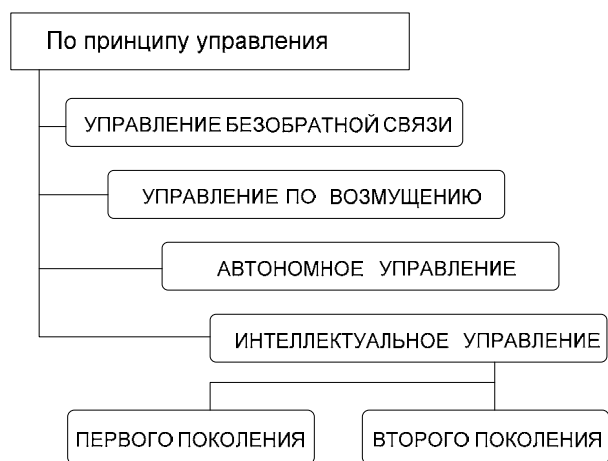 По принципу управления
УПРАВЛЕНИЕ БЕЗОБРАТНОЙ СВЯЗИ
УПРАВЛЕНИЕ ПО ВОЗМУЩЕНИЮ
АВТОНОМНОЕ УПРАВЛЕНИЕ
ИНТЕЛЛЕКТУАЛЬНОЕ УПРАВЛЕНИЕ
ПЕРВОГО ПОКОЛЕНИЯ
ВТОРОГО ПОКОЛЕНИЯ